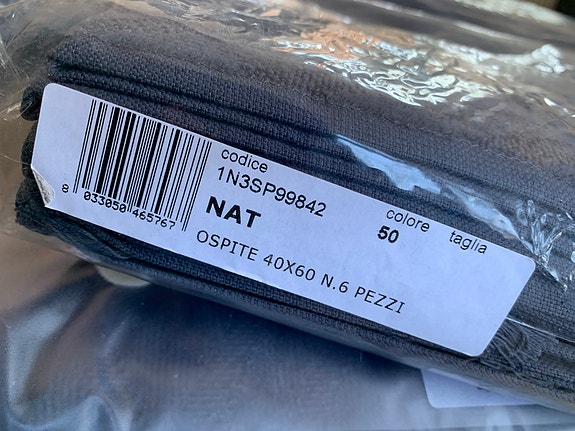 codice
1N3SP99842
colore
50
taglia
NAT
OSPITE 40X60 N.6 PEZZI
8 033050 465767